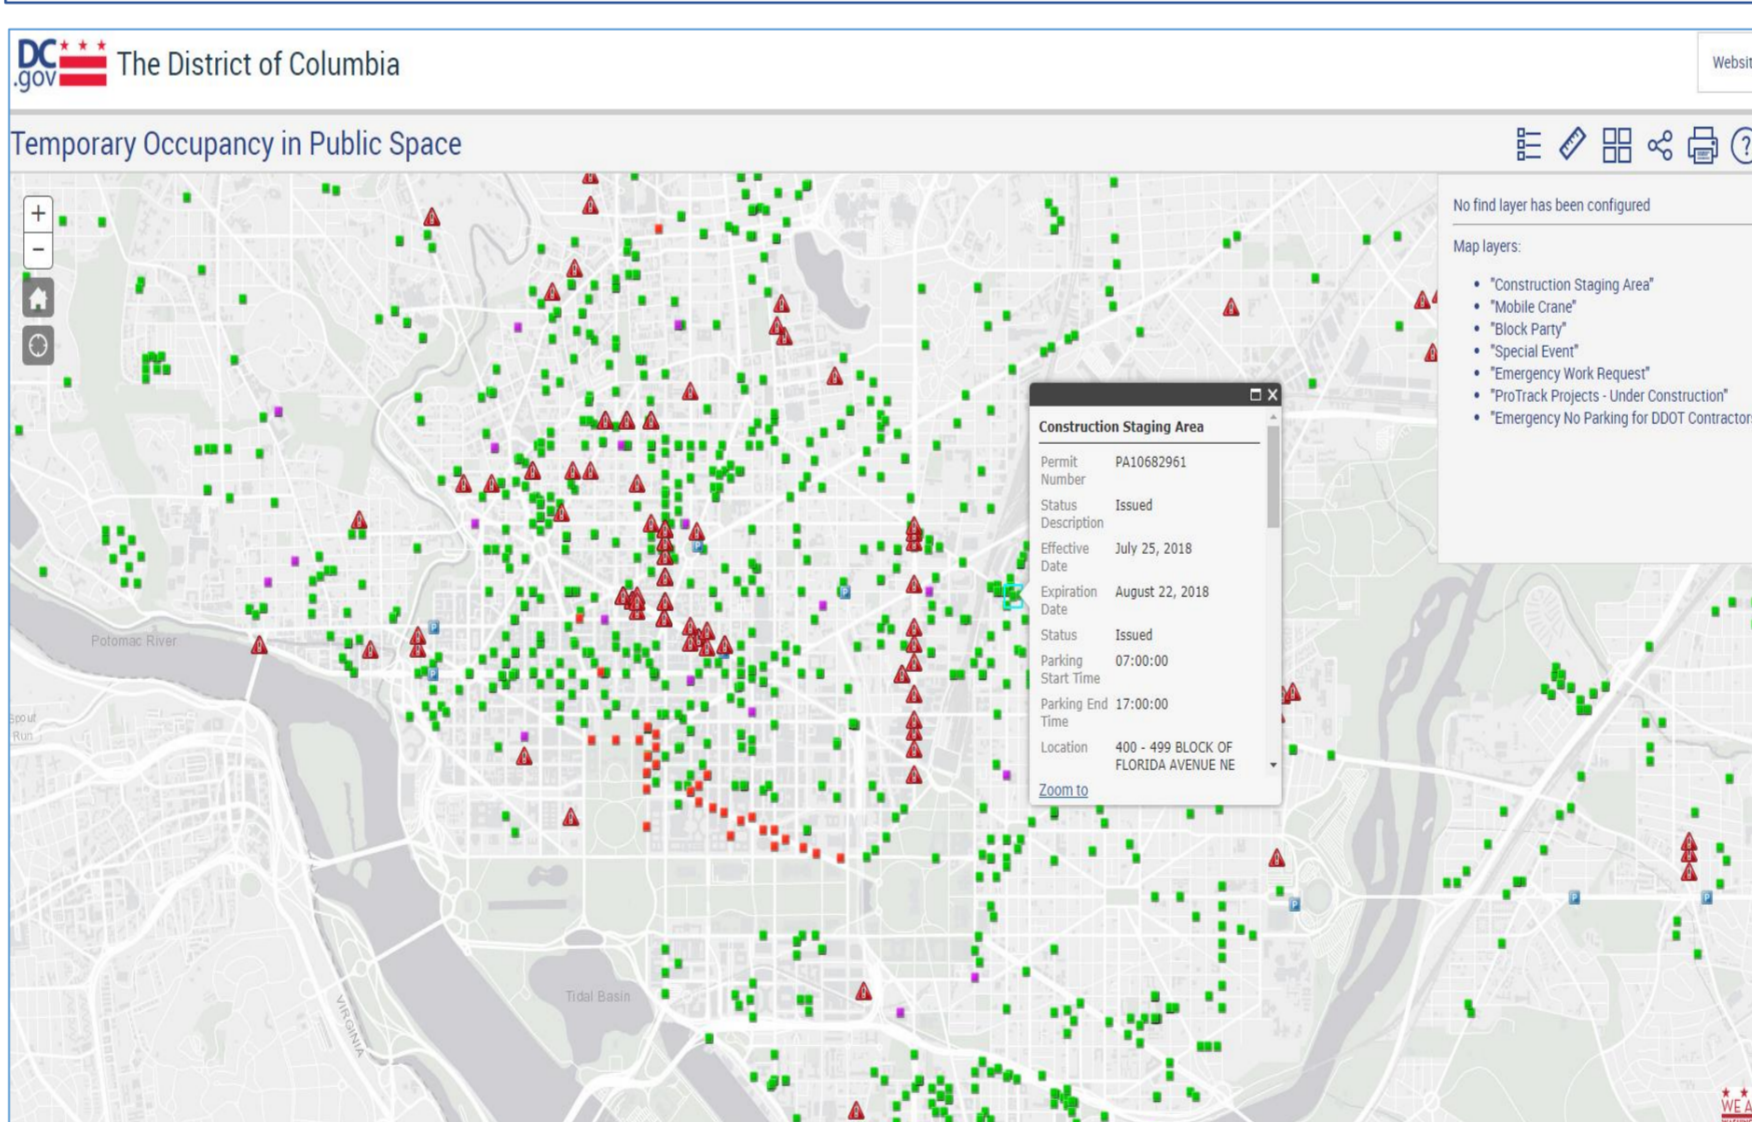 DC
.gov
The District of Columbia
Websit
Temporary Occupancy in Public Space
+
−
No find layer has been configured
Map layers:
• "Construction Staging Area"
• "Mobile Crane"
• "Block Party"
• "Special Event"
• "Emergency Work Request"
• "ProTrack Projects - Under Construction"
• "Emergency No Parking for DDOT Contractors
Construction Staging Area
Permit Number PA10682961
Status Description Issued
Effective Date July 25, 2018
Expiration Date August 22, 2018
Status Issued
Parking Start Time 07:00:00
Parking End Time 17:00:00
Location 400 - 499 BLOCK OF
FLORIDA AVENUE NE
Zoom to
Potomac River
Spout
Run
Tidal Basin
VIRGINIA
WE A